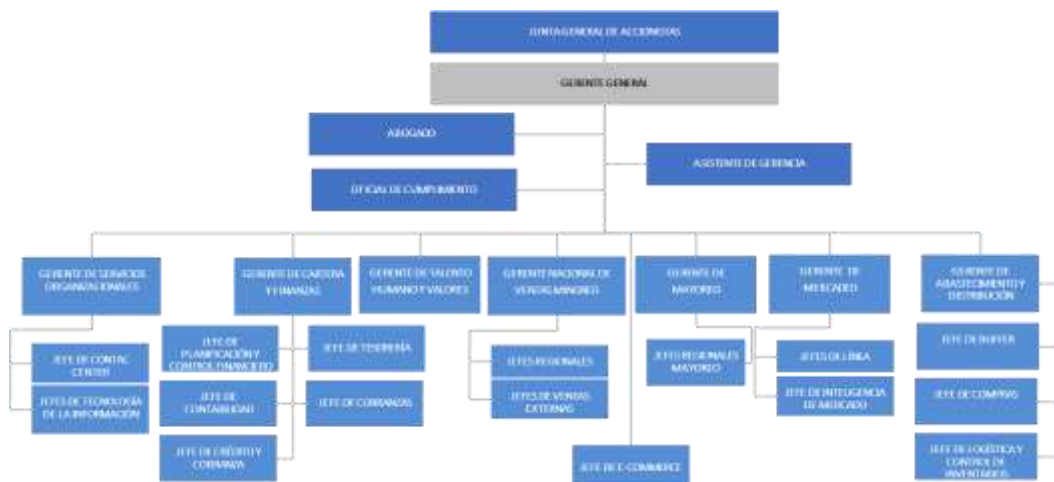 JUNTA GENERAL DE ACCIONISTAS
GERENTE GENERAL
ABOGADO
ASISTENTE DE GERENCIA
OFICIAL DE CUMPLIMIENTO
GERENTE DE SERVICIOS
ORGANIZACIONALES
GERENTE DE CARTERA
Y FINANZAS
GERENTE DE TALENTO
HUMANO Y VALORES
GERENTE NACIONAL DE
VENTAS MINOREO
GERENTE DE
MAYOREO
GERENTE DE
MERCADEO
GERENTE DE
ABASTECIMIENTO Y
DISTRIBUCIÓN
JEFE DE CONTAC
CENTER
JEFES DE TECNOLOGÍA
DE LA INFORMACIÓN
JEFE DE
PLANIFICACIÓN Y
CONTROL FINANCIERO
JEFE DE TESORERÍA
JEFE DE
CONTABILIDAD
JEFE DE COBRANZAS
JEFE DE CRÉDITO Y
COBRANZA
JEFES REGIONALES
JEFES DE VENTAS
EXTERNAS
JEFE DE E-COMMERCE
JEFES REGIONALES
MAYOREO
JEFES DE LÍNEA
JEFE DE INTELIGENCIA
DE MERCADO
JEFE DE
JEFE DE COMPRAS
JEFE DE LOGÍSTICA Y
CONTROL DE
INVENTARIOS